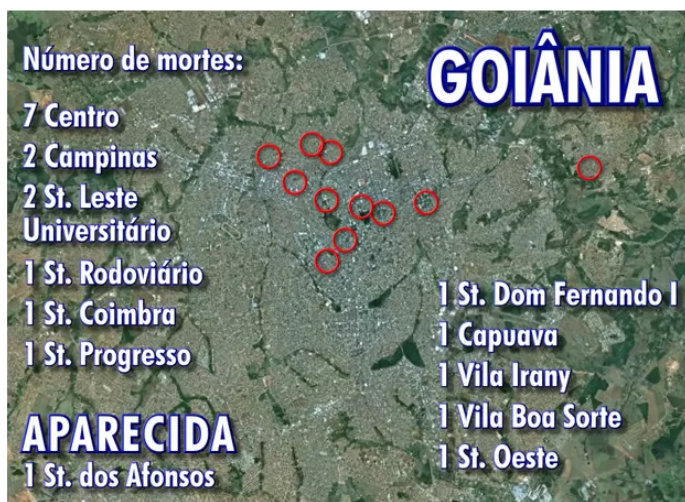 Número de mortes:
7 Centro
2 Campinas
2 St. Leste
Universitário
1 St. Rodoviário
1 St. Coimbra
1 St. Progresso
APARECIDA
1 St. dos Afonsos
GOIÂNIA
1 St. Dom Fernando I
1 Capuava
1 Vila Irany
1 Vila Boa Sorte
1 St. Oeste